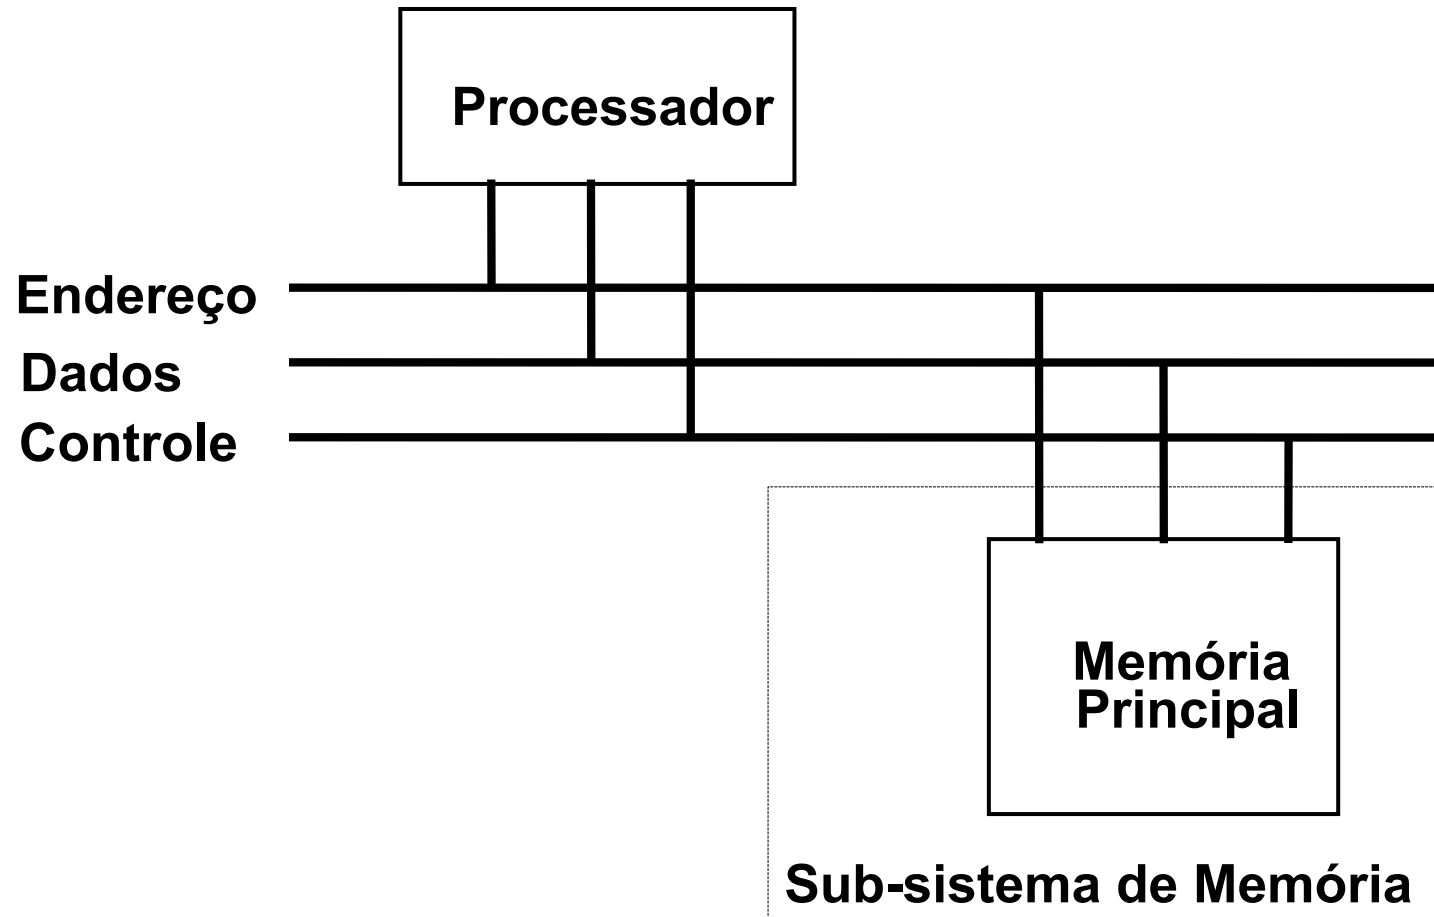 Processador
Endereço
Dados
Controle
Memória
Principal
Sub-sistema de Memória